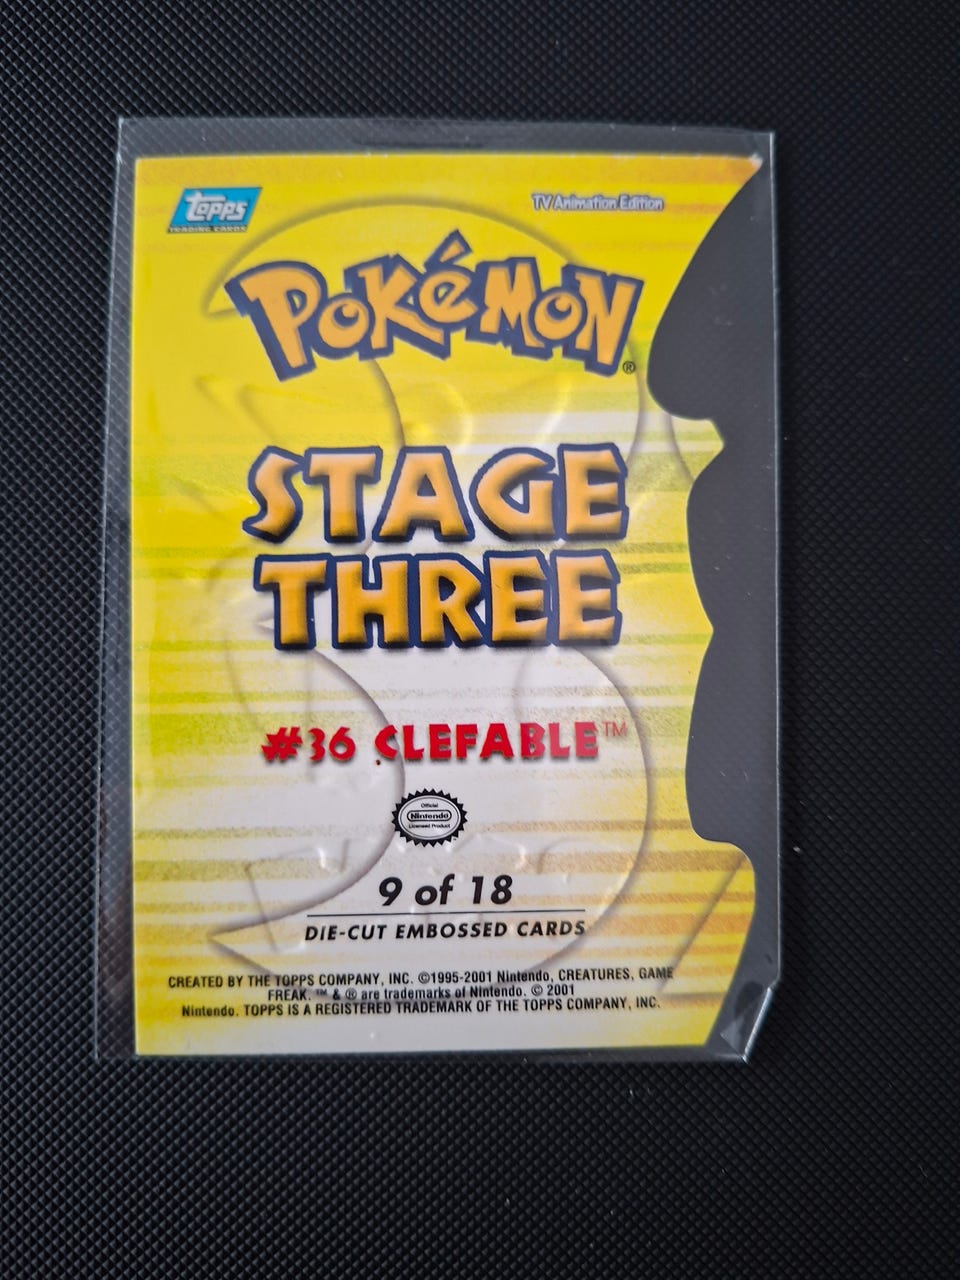 Topps
TRADING CARDS
TV Animation Edition
POKéMON®
STAGE
THREE
#36 CLEFABLE™
Official
Nintendo
Licensed Product
9 of 18
DIE-CUT EMBOSSED CARDS
CREATED BY THE TOPPS COMPANY, INC. ©1995-2001 Nintendo, CREATURES, GAME
FREAK. ™ & ® are trademarks of Nintendo. © 2001
Nintendo. TOPPS IS A REGISTERED TRADEMARK OF THE TOPPS COMPANY, INC.